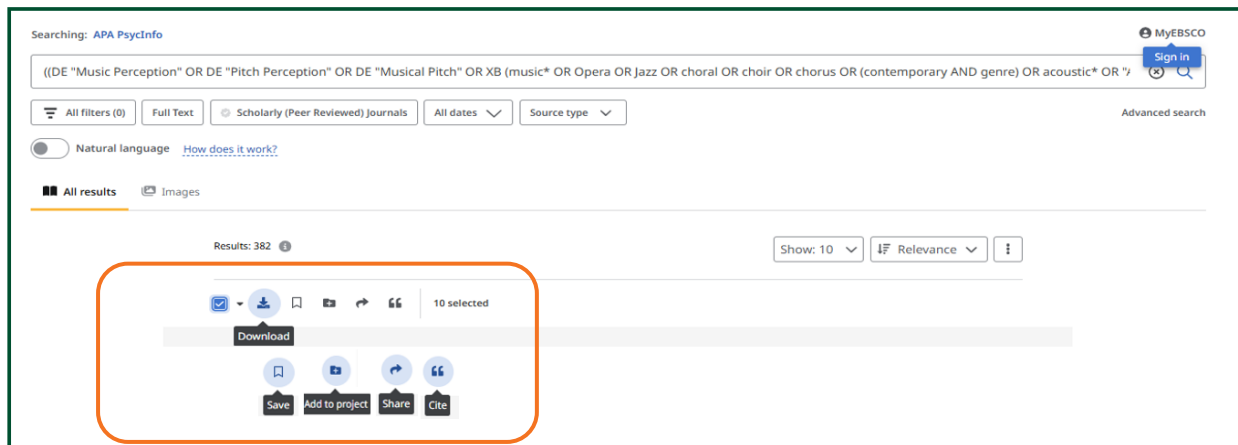 Searching: APA PsycInfo
MyEBSCO
Sign in
((DE "Music Perception" OR DE "Pitch Perception" OR DE "Musical Pitch" OR XB (music* OR Opera OR Jazz OR choral OR choir OR chorus OR (contemporary AND genre) OR acoustic* OR "A
All filters (0) Full Text Scholarly (Peer Reviewed) Journals All dates Source type Advanced search
Natural language How does it work?
All results Images
Results: 382 Show: 10 Relevance
10 selected
Download
Save Add to project Share Cite